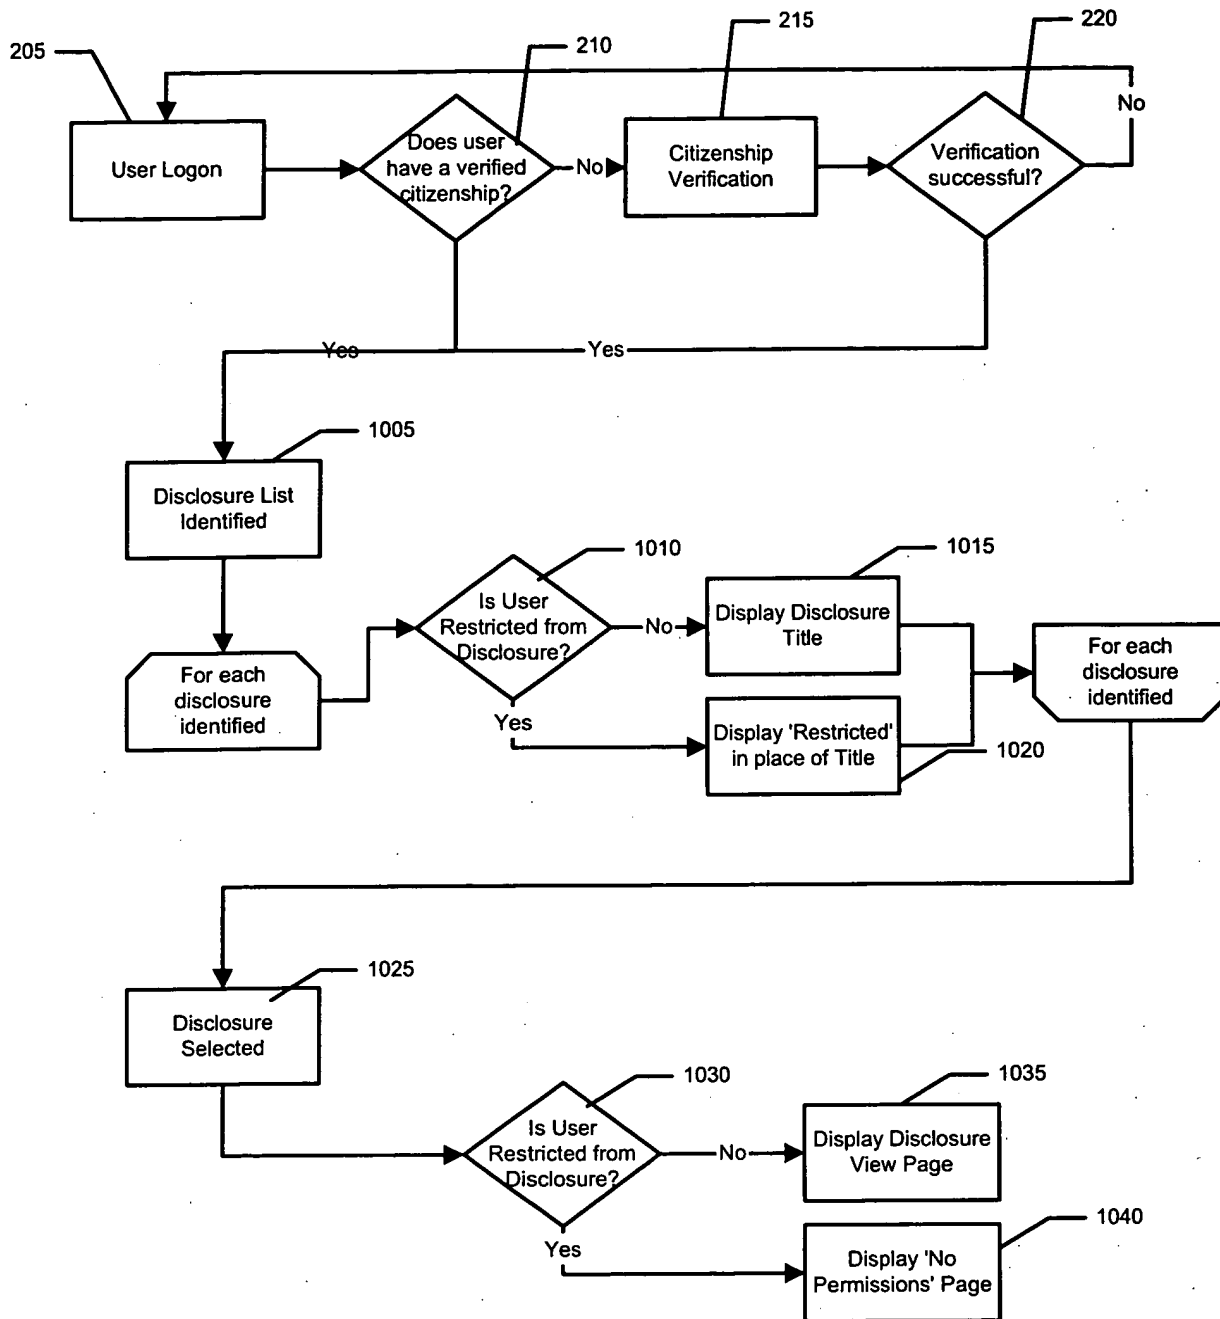 205
210
215
220
No
User Logon
Does user
have a verified
citizenship?
No
Citizenship
Verification
Verification
successful?
Yes
Yes
1005
Disclosure List
Identified
1010
1015
Is User
Restricted from
Disclosure?
No
Display Disclosure
Title
For each
disclosure
identified
For each
disclosure
identified
Yes
Display 'Restricted'
in place of Title
1020
1025
Disclosure
Selected
1030
1035
Is User
Restricted from
Disclosure?
No
Display Disclosure
View Page
1040
Yes
Display 'No
Permissions' Page